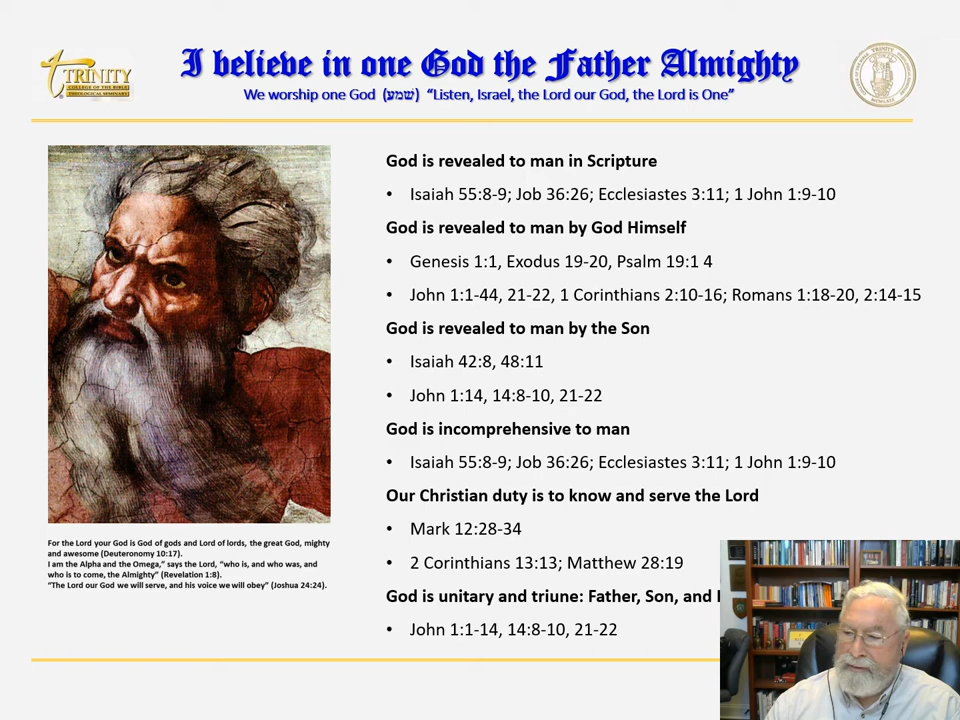 I believe in one God the Father Almighty
We worship one God (שמע) “Listen, Israel, the Lord our God, the Lord is One”
TRINITY
COLLEGE OF THE BIBLE
THEOLOGICAL SEMINARY
TRINITY
God is revealed to man in Scripture
• Isaiah 55:8-9; Job 36:26; Ecclesiastes 3:11; 1 John 1:9-10
God is revealed to man by God Himself
• Genesis 1:1, Exodus 19-20, Psalm 19:1 4
• John 1:1-44, 21-22, 1 Corinthians 2:10-16; Romans 1:18-20, 2:14-15
God is revealed to man by the Son
• Isaiah 42:8, 48:11
• John 1:14, 14:8-10, 21-22
God is incomprehensive to man
• Isaiah 55:8-9; Job 36:26; Ecclesiastes 3:11; 1 John 1:9-10
Our Christian duty is to know and serve the Lord
• Mark 12:28-34
• 2 Corinthians 13:13; Matthew 28:19
God is unitary and triune: Father, Son, and
• John 1:1-14, 14:8-10, 21-22
For the Lord your God is God of gods and Lord of lords, the great God, mighty
and awesome (Deuteronomy 10:17).
I am the Alpha and the Omega,” says the Lord, “who is, and who was, and
who is to come, the Almighty” (Revelation 1:8).
“The Lord our God we will serve, and his voice we will obey” (Joshua 24:24).